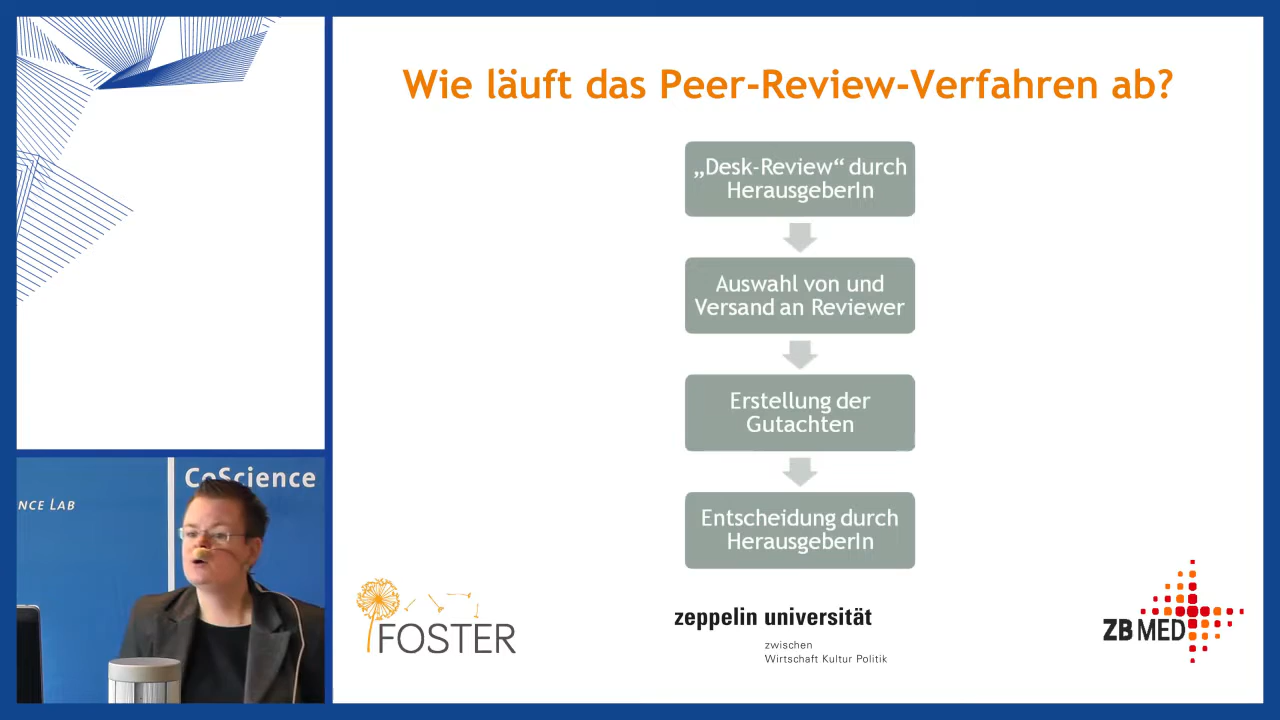 Wie läuft das Peer-Review-Verfahren ab?
„Desk-Review“ durch
HerausgeberIn
Auswahl von und
Versand an Reviewer
Erstellung der
Gutachten
Entscheidung durch
HerausgeberIn
CoScience
NCE LAB
FOSTER
zeppelin universität
zwischen
Wirtschaft Kultur Politik
ZB MED